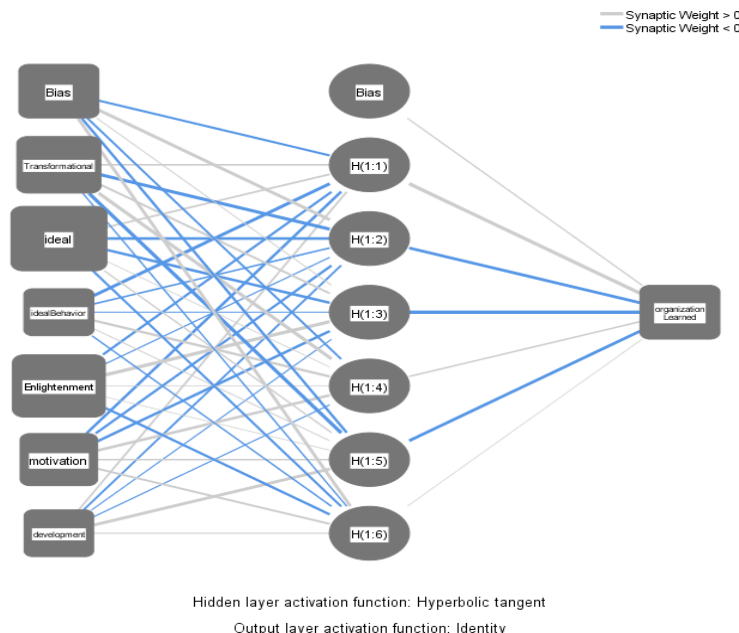 Synaptic Weight > 0
Synaptic Weight < 0
Bias
Transformational
ideal
idealBehavior
Enlightenment
motivation
development
Bias
H(1:1)
H(1:2)
H(1:3)
H(1:4)
H(1:5)
H(1:6)
organization
Learned
Hidden layer activation function: Hyperbolic tangent
Output layer activation function: Identity